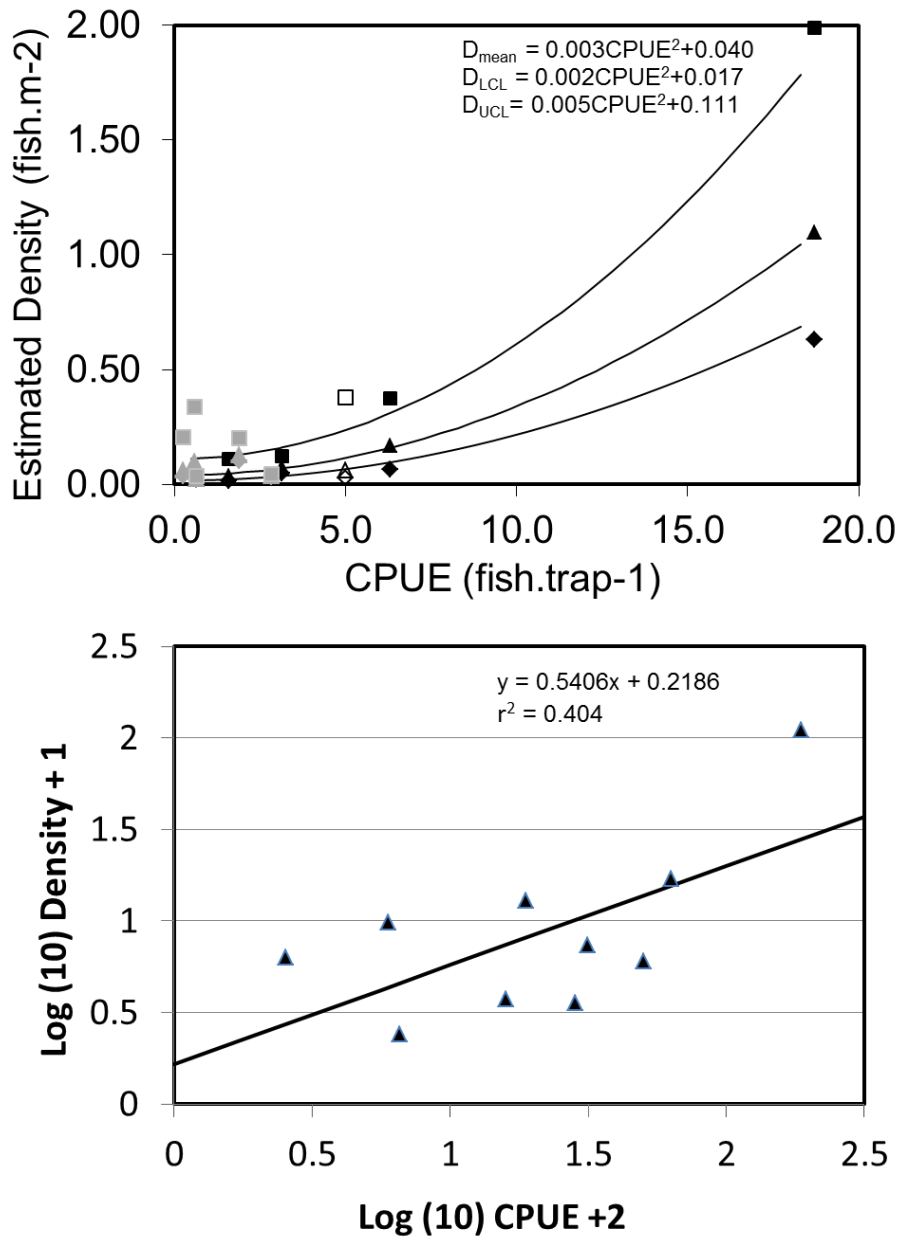 2.00
D_mean = 0.003CPUE²+0.040
D_LCL = 0.002CPUE²+0.017
D_UCL= 0.005CPUE²+0.111
1.50
1.00
0.50
0.00
Estimated Density (fish.m-2)
0.0 5.0 10.0 15.0 20.0
CPUE (fish.trap-1)
2.5
y = 0.5406x + 0.2186
r² = 0.404
2
1.5
1
0.5
0
Log (10) Density + 1
0 0.5 1 1.5 2 2.5
Log (10) CPUE +2